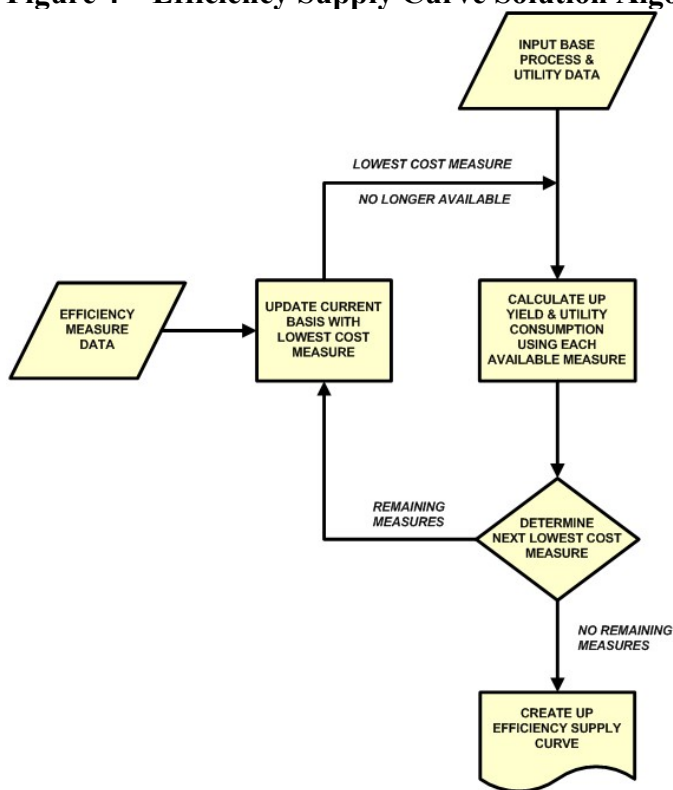 Figure 4 – Efficiency Supply Curve Solution Algo
INPUT BASE
PROCESS &
UTILITY DATA
LOWEST COST MEASURE
NO LONGER AVAILABLE
EFFICIENCY
MEASURE
DATA
UPDATE CURRENT
BASIS WITH
LOWEST COST
MEASURE
CALCULATE UP
YIELD & UTILITY
CONSUMPTION
USING EACH
AVAILABLE MEASURE
REMAINING
MEASURES
DETERMINE
NEXT LOWEST COST
MEASURE
NO REMAINING
MEASURES
CREATE UP
EFFICIENCY SUPPLY
CURVE